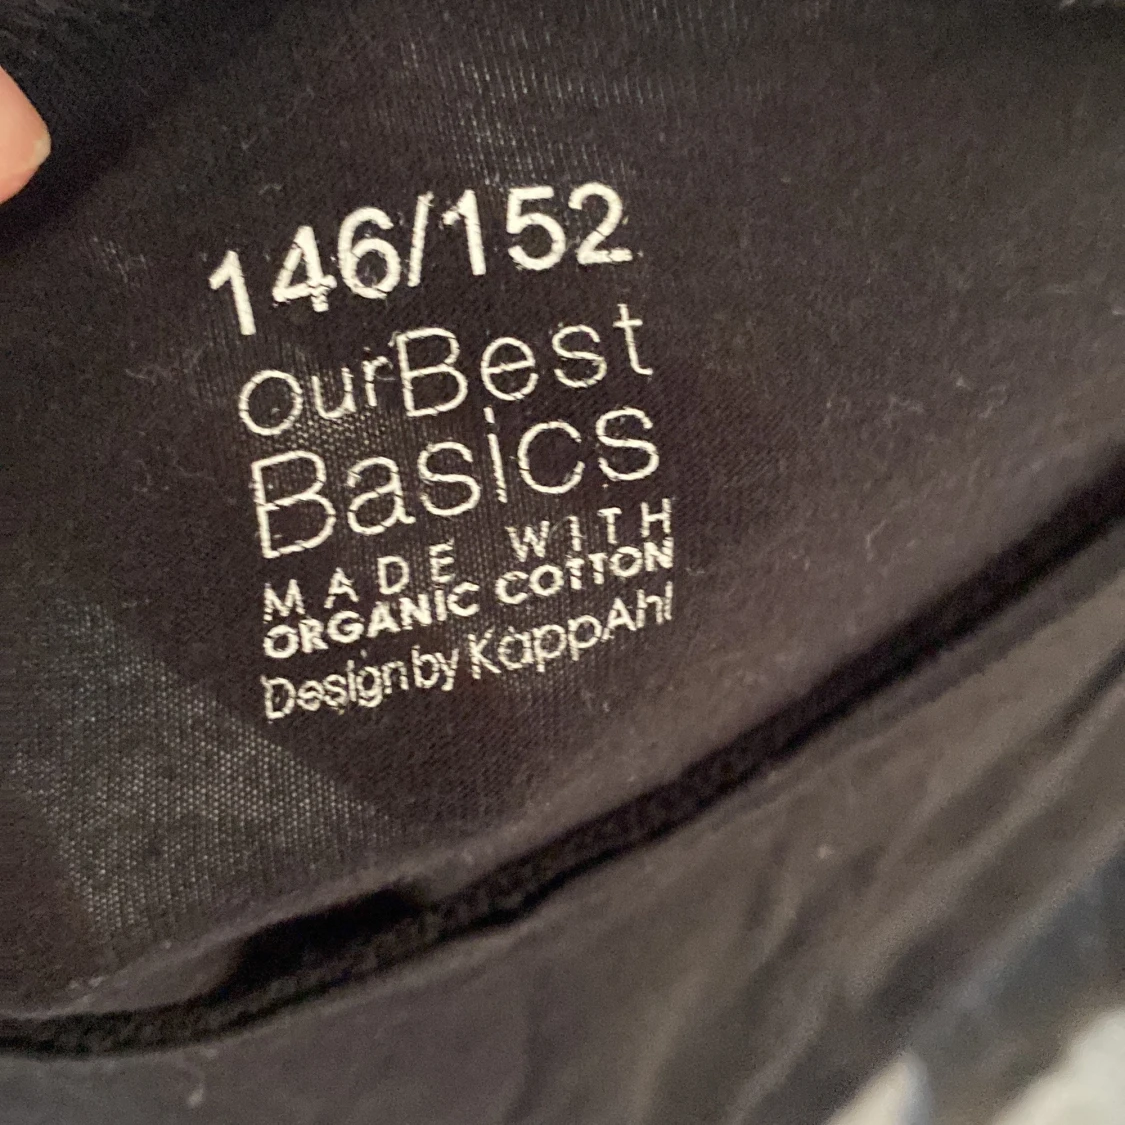 146/152
OurBest
Basics
MADE WITH
ORGANIC COTTON
Design by KappAhl